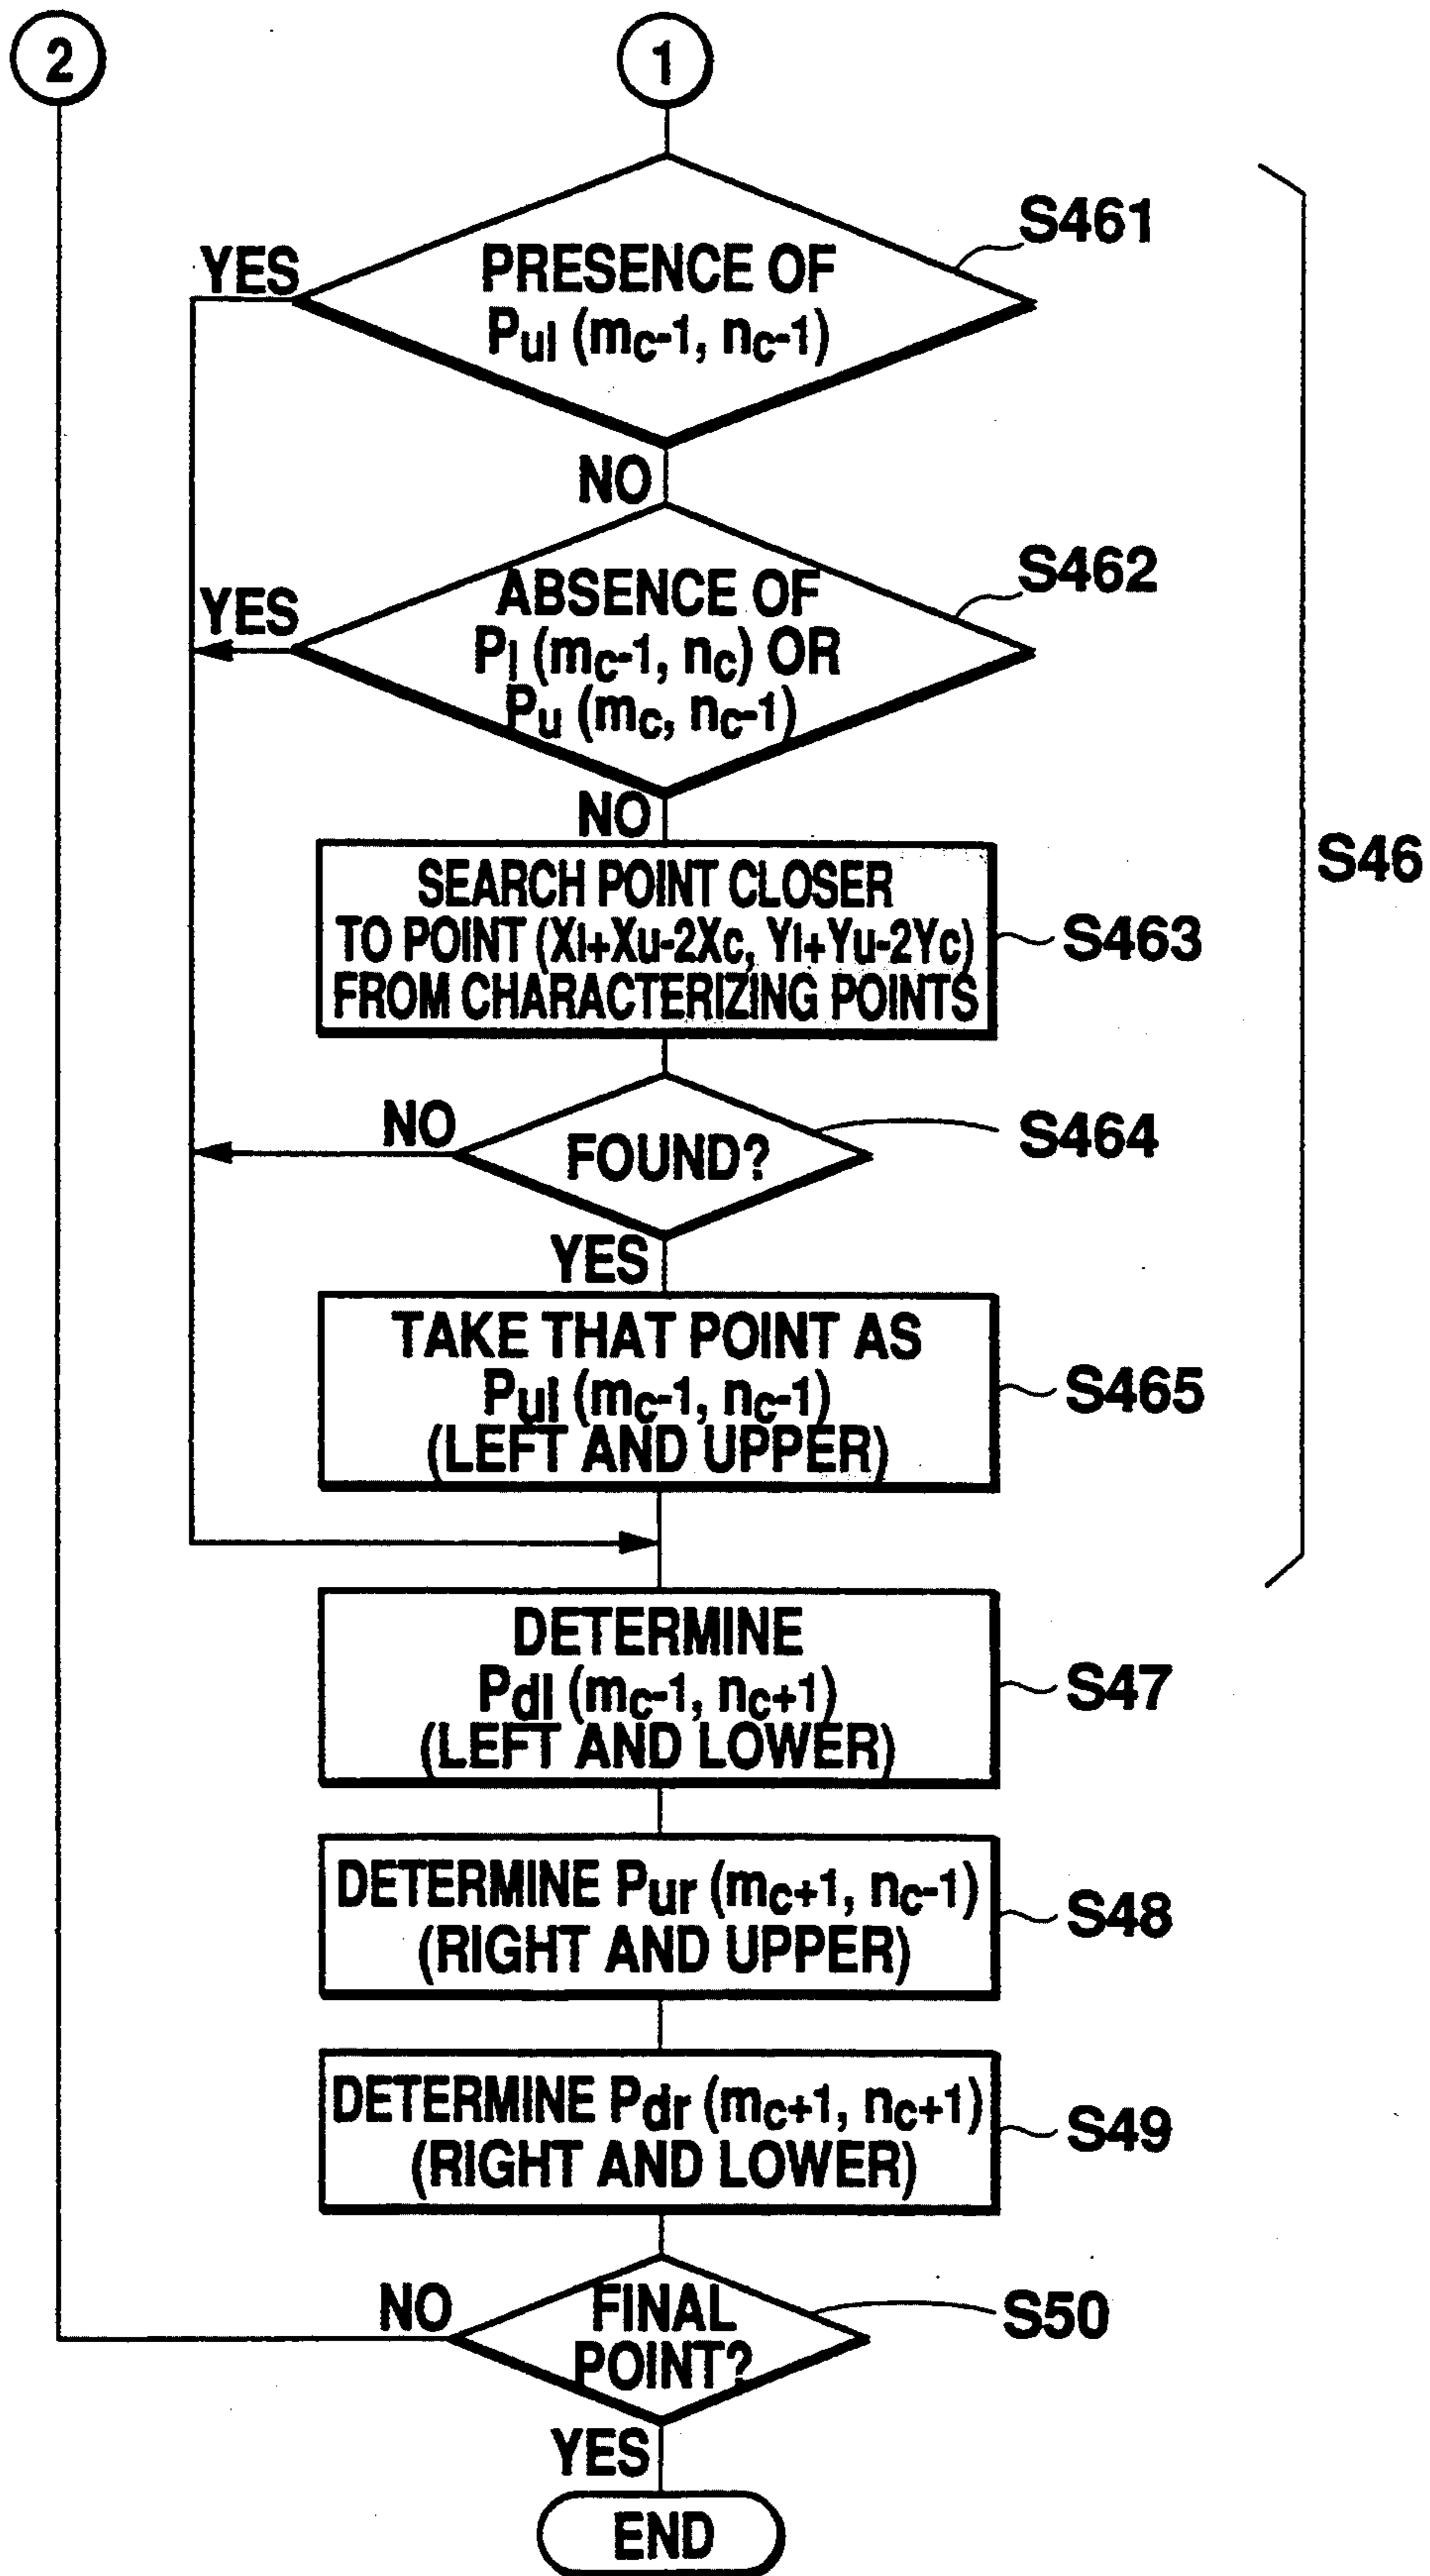 2
1
S461
YES
PRESENCE OF
Pul (mc-1, nc-1)
NO
S462
YES
ABSENCE OF
Pl (mc-1, nc) OR
Pu (mc, nc-1)
NO
SEARCH POINT CLOSER
TO POINT (Xl+Xu-2Xc, Yl+Yu-2Yc)
FROM CHARACTERIZING POINTS
S463
S46
NO
FOUND?
S464
YES
TAKE THAT POINT AS
Pul (mc-1, nc-1)
(LEFT AND UPPER)
S465
DETERMINE
Pdl (mc-1, nc+1)
(LEFT AND LOWER)
S47
DETERMINE Pur (mc+1, nc-1)
(RIGHT AND UPPER)
S48
DETERMINE Pdr (mc+1, nc+1)
(RIGHT AND LOWER)
S49
NO
FINAL
POINT?
S50
YES
END